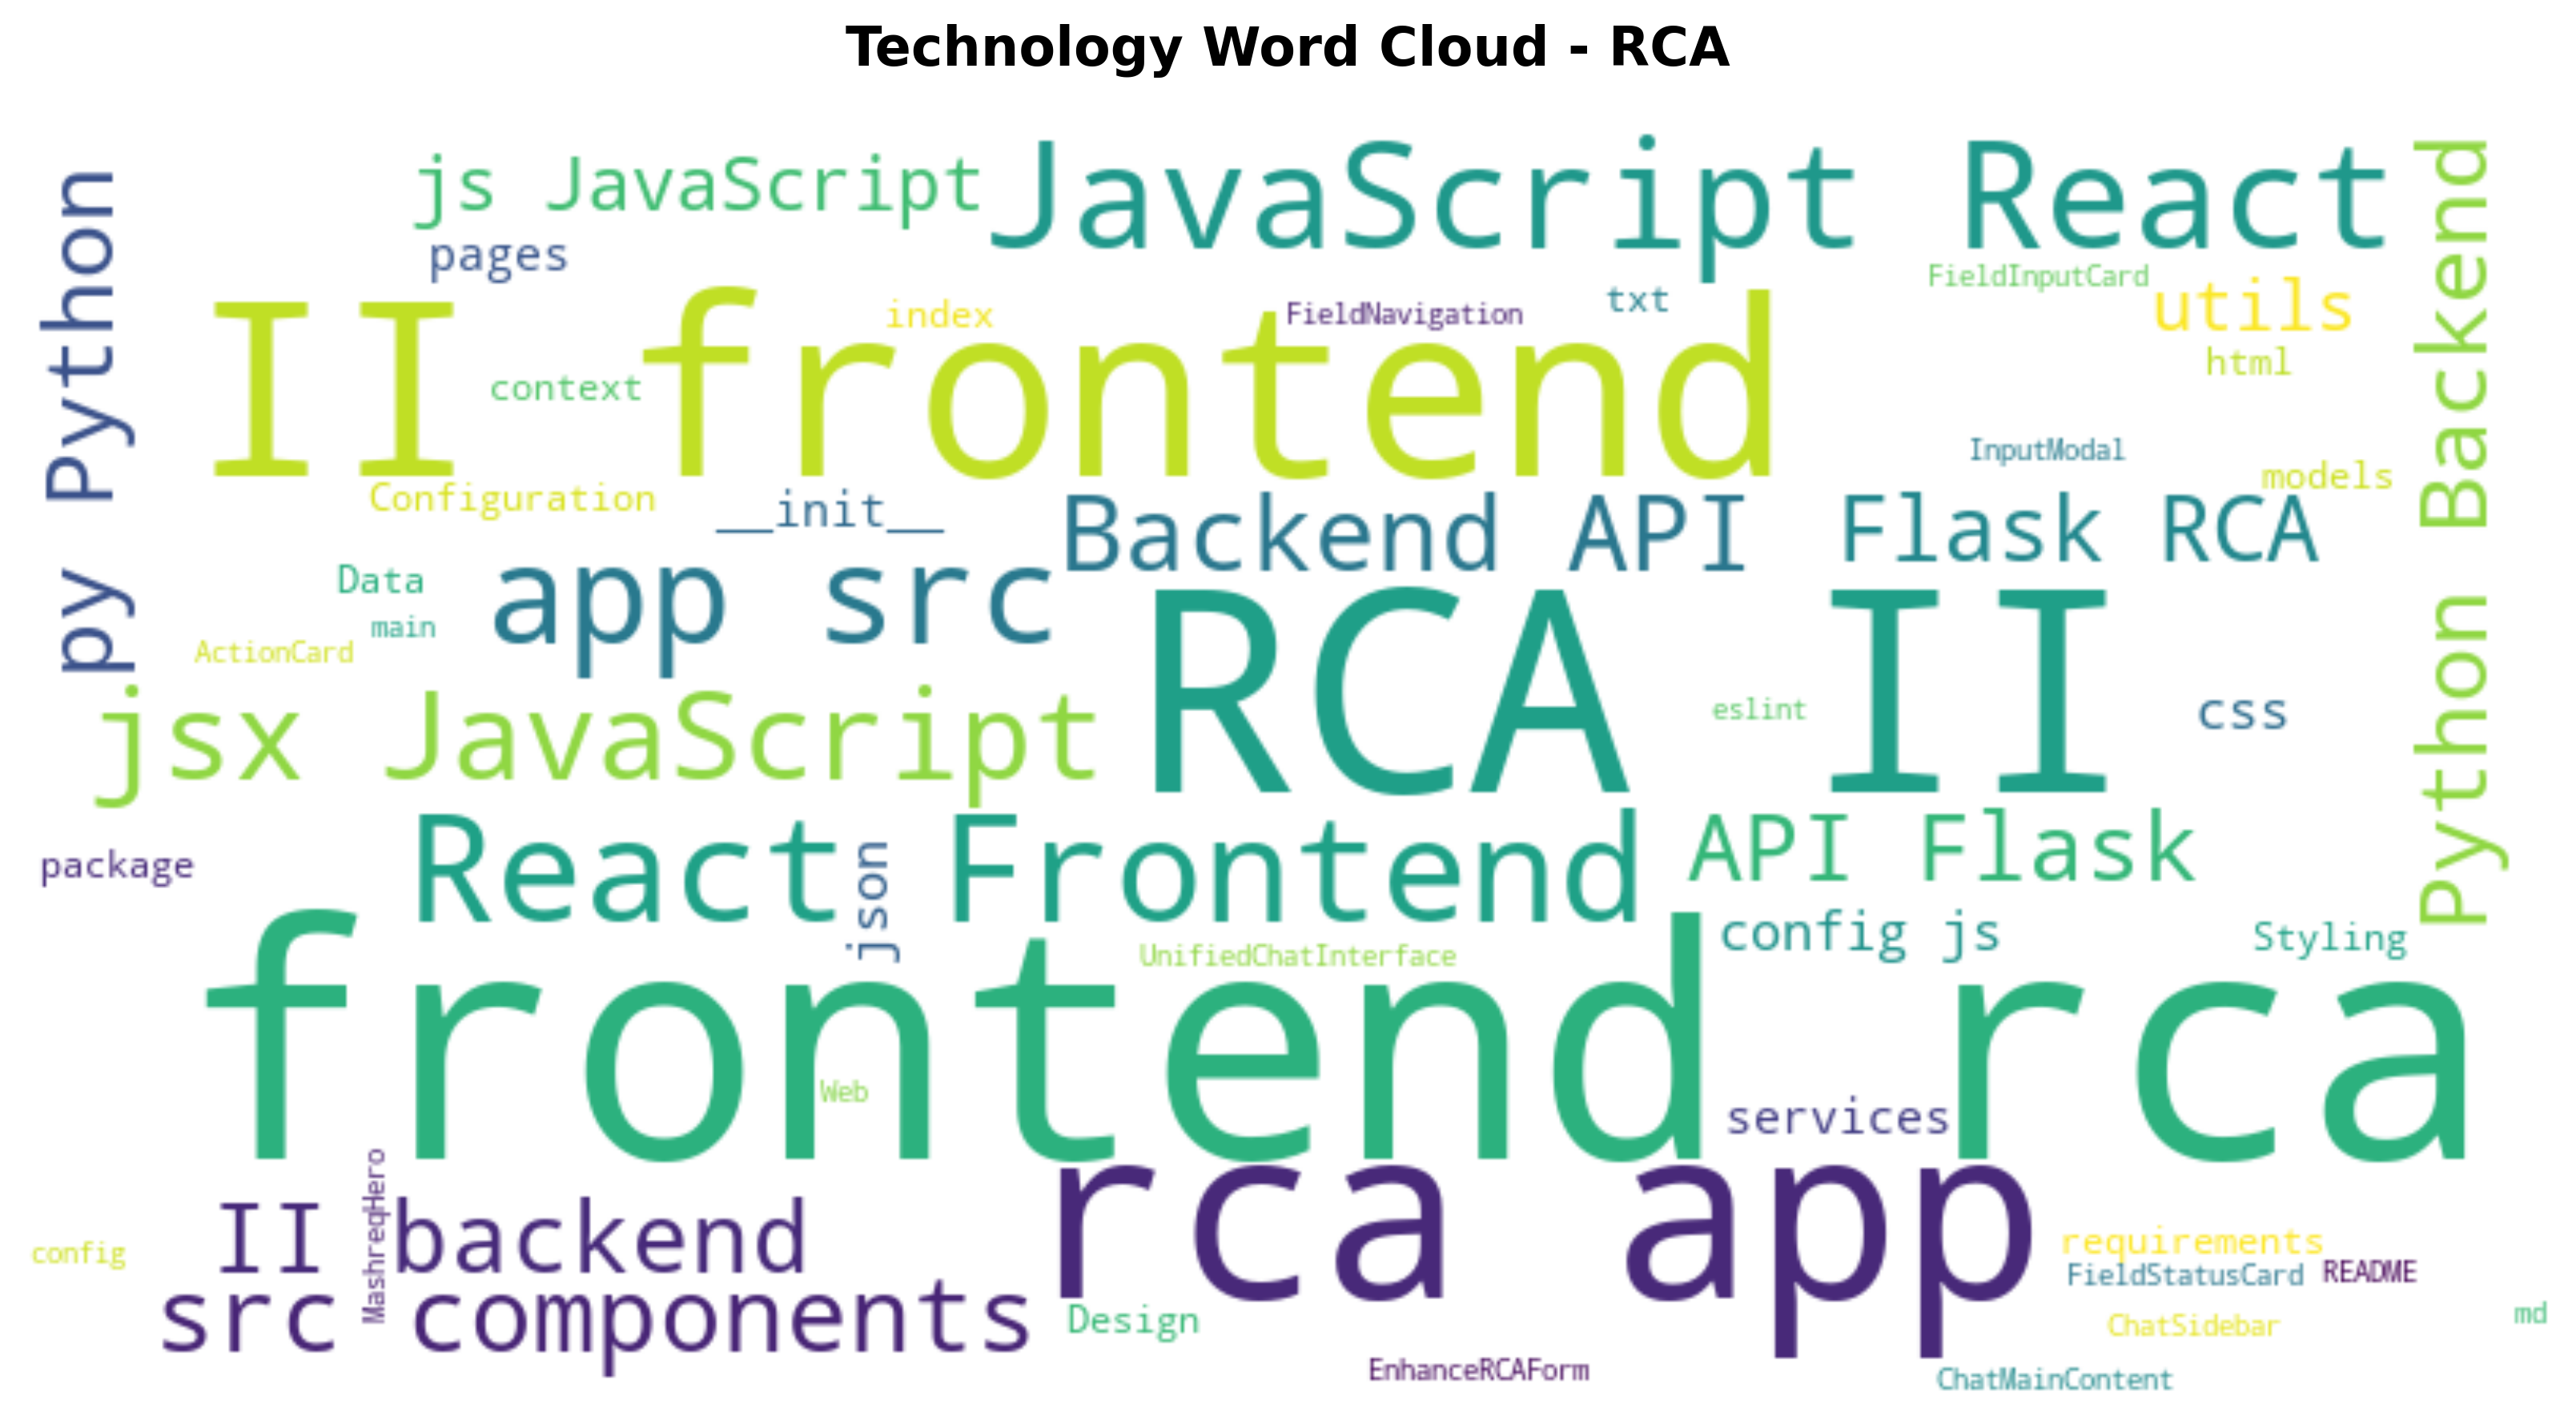 Technology Word Cloud - RCA
py Python
js JavaScript
JavaScript React
Python Backend
pages
FieldInputCard
utils
II frontend
index
FieldNavigation
txt
html
context
InputModal
models
Configuration
__init__
Backend API
Flask RCA
Data
app src
main
ActionCard
RCA II
jsx JavaScript
eslint
css
React Frontend
json
API Flask
package
config js
Styling
UnifiedChatInterface
frontend rca
Web
services
MashreqHero
II backend
rca app
config
requirements
FieldStatusCard
README
src components
Design
ChatSidebar
md
EnhanceRCAForm
ChatMainContent